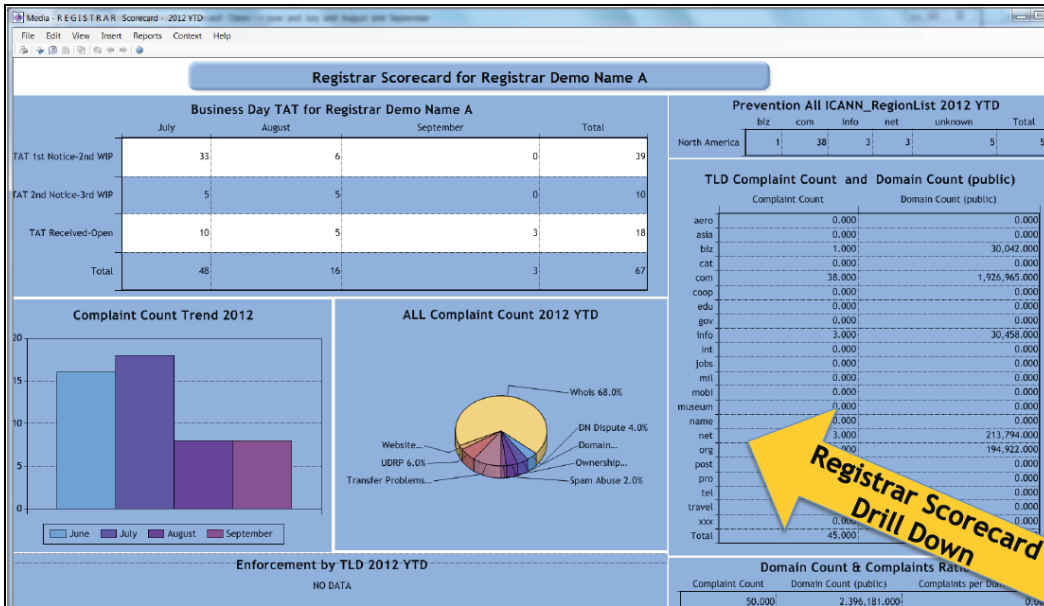 Media - R E G I S T R A R Scorecard - 2012 YTD
File Edit View Insert Reports Context Help
Registrar Scorecard for Registrar Demo Name A
Business Day TAT for Registrar Demo Name A
July August September Total
TAT 1st Notice-2nd WIP 33 6 0 39
TAT 2nd Notice-3rd WIP 5 5 0 10
TAT Received-Open 10 5 3 18
Total 48 16 3 67
Prevention All ICANN_RegionList 2012 YTD
biz com info net unknown Total
North America 1 38 3 3 5 5
TLD Complaint Count and Domain Count (public)
Complaint Count Domain Count (public)
aero 0.000 0.000
asia 0.000 0.000
biz 1.000 30,042.000
cat 0.000 0.000
com 38.000 1,926,965.000
coop 0.000 0.000
edu 0.000 0.000
gov 0.000 0.000
info 3.000 30,458.000
int 0.000 0.000
jobs 0.000 0.000
mil 0.000 0.000
mobi 0.000 0.000
museum 0.000 0.000
name 0.000 0.000
net 3.000 213,794.000
org 194,922.000
post 0.000
pro 0.000
tel 0.000
travel 0.000
xxx 0.000
Total 45.000
Registrar Scorecard
Drill Down
Complaint Count Trend 2012
20
15
10
5
0
June July August September
ALL Complaint Count 2012 YTD
Whois 68.0%
DN Dispute 4.0%
Domain...
Ownership...
Spam Abuse 2.0%
Website...
UDRP 6.0%
Transfer Problems...
Enforcement by TLD 2012 YTD
NO DATA
Domain Count & Complaints Rati
Complaint Count Domain Count (public) Complaints per Dom
50.000 2,396,181.000